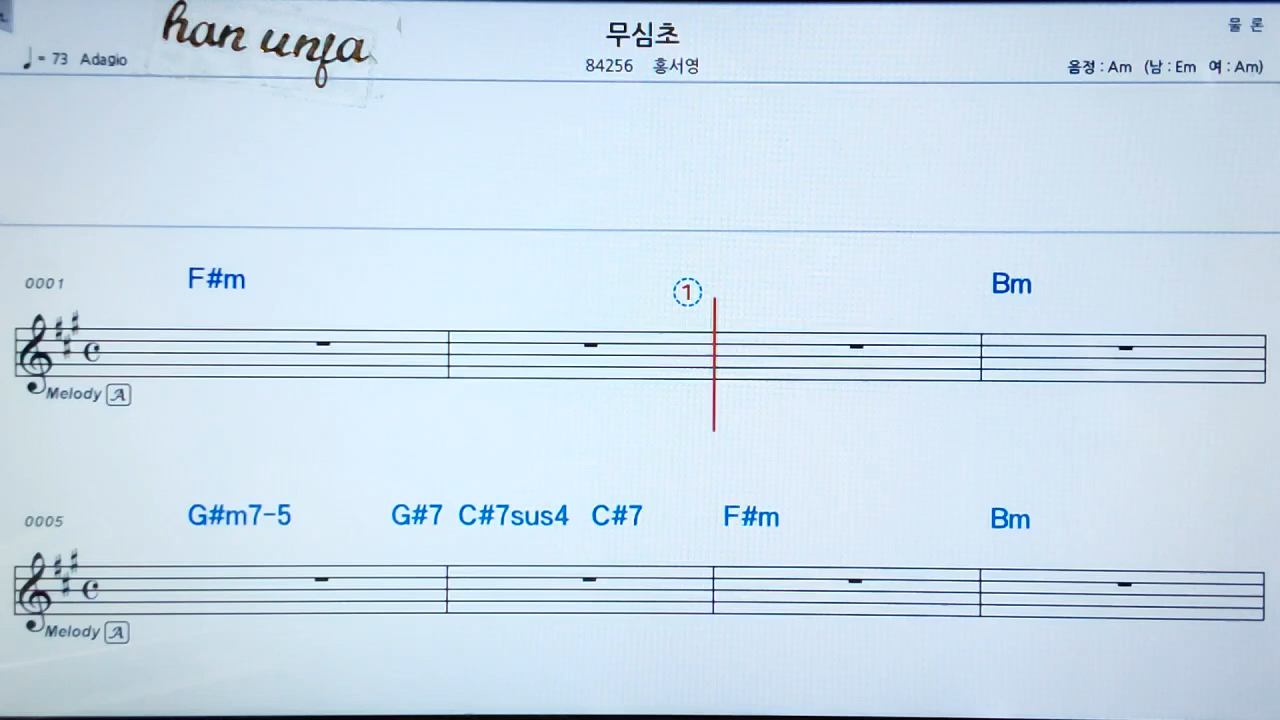 han unja
무심초
물 론
♩ = 73 Adagio
84256 홍서영
음정 : Am (남 : Em 여 : Am)
0001 F#m ① Bm
Melody A
0005 G#m7-5 G#7 C#7sus4 C#7 F#m Bm
Melody A